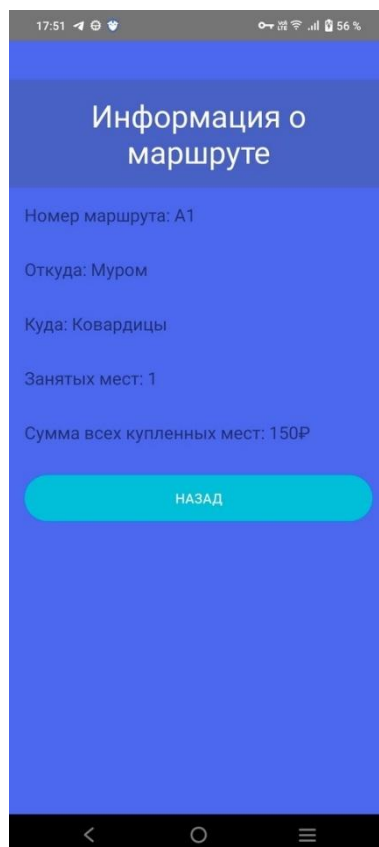 17:51 56 %
Информация о
маршруте
Номер маршрута: А1
Откуда: Муром
Куда: Ковардицы
Занятых мест: 1
Сумма всех купленных мест: 150₽
НАЗАД